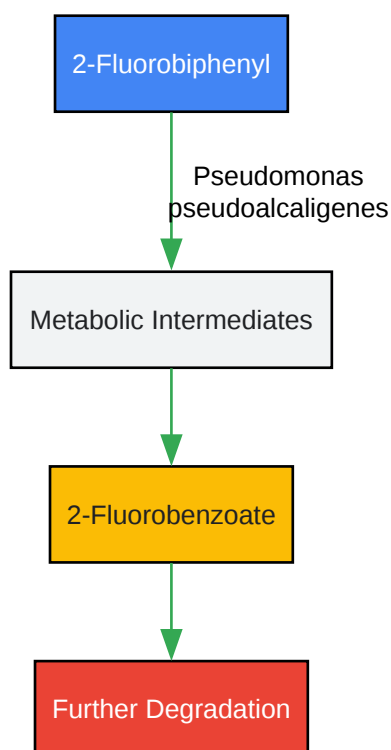 2-Fluorobiphenyl
Pseudomonas
pseudoalcaligenes
Metabolic Intermediates
2-Fluorobenzoate
Further Degradation